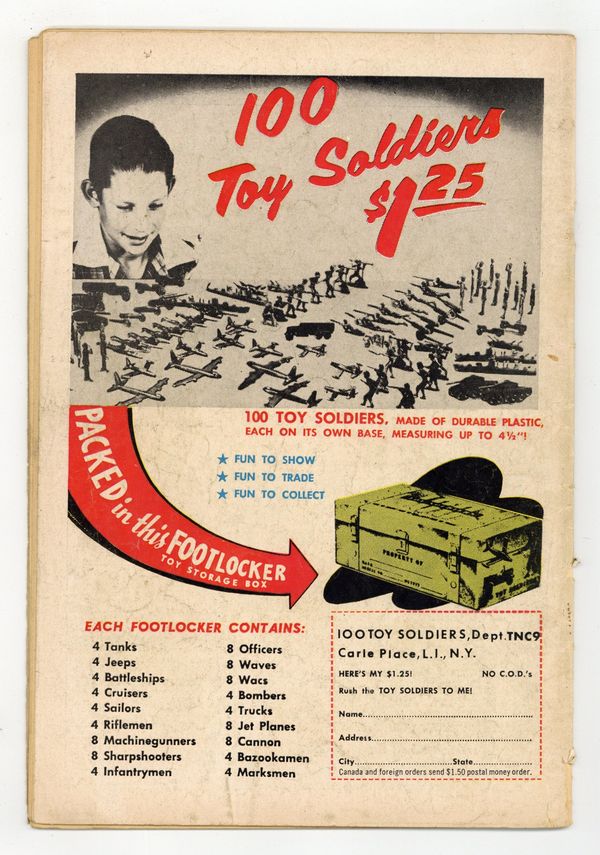 100
Toy Soldiers
$1.25
100 TOY SOLDIERS, MADE OF DURABLE PLASTIC,
EACH ON ITS OWN BASE, MEASURING UP TO 4½"!
★ FUN TO SHOW
★ FUN TO TRADE
★ FUN TO COLLECT
PACKED in this FOOTLOCKER
TOY STORAGE BOX
PROPERTY OF
EACH FOOTLOCKER CONTAINS:
4 Tanks
4 Jeeps
4 Battleships
4 Cruisers
4 Sailors
4 Riflemen
8 Machinegunners
8 Sharpshooters
4 Infantrymen
8 Officers
8 Waves
8 Wacs
4 Bombers
4 Trucks
8 Jet Planes
8 Cannon
4 Bazookamen
4 Marksmen
100 TOY SOLDIERS, Dept. TNC9
Carle Place, L.I., N.Y.
HERE'S MY $1.25! NO C.O.D.'s
Rush the TOY SOLDIERS TO ME!
Name
Address
City State
Canada and foreign orders send $1.50 postal money order.